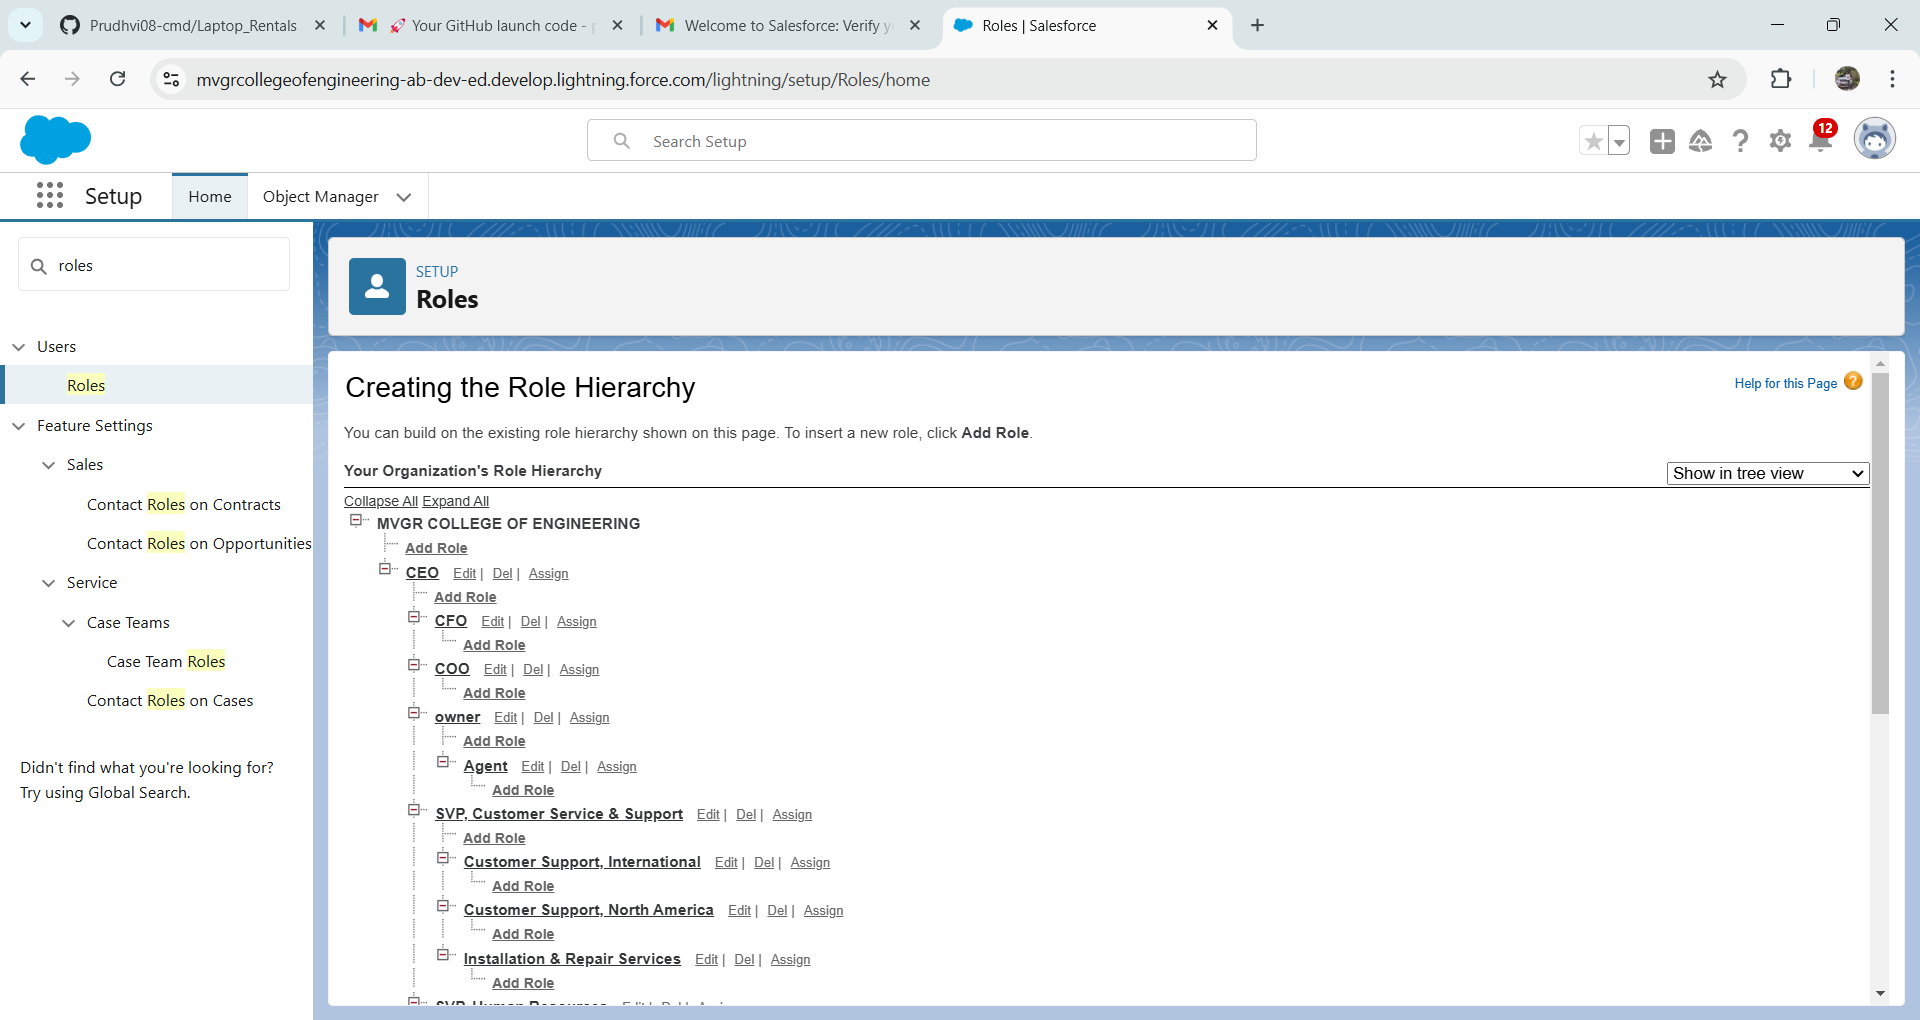 Prudhvi08-cmd/Laptop_Rentals
Your GitHub launch code -
Welcome to Salesforce: Verify y
Roles | Salesforce
mvgrcollegeofengineering-ab-dev-ed.develop.lightning.force.com/lightning/setup/Roles/home
Search Setup
12
Setup
Home
Object Manager
roles
Users
Roles
Feature Settings
Sales
Contact Roles on Contracts
Contact Roles on Opportunities
Service
Case Teams
Case Team Roles
Contact Roles on Cases
Didn't find what you're looking for?
Try using Global Search.
SETUP
Roles
Creating the Role Hierarchy
Help for this Page ?
You can build on the existing role hierarchy shown on this page. To insert a new role, click Add Role.
Your Organization's Role Hierarchy
Show in tree view
Collapse All Expand All
MVGR COLLEGE OF ENGINEERING
Add Role
CEO Edit | Del | Assign
Add Role
CFO Edit | Del | Assign
Add Role
COO Edit | Del | Assign
Add Role
owner Edit | Del | Assign
Add Role
Agent Edit | Del | Assign
Add Role
SVP, Customer Service & Support Edit | Del | Assign
Add Role
Customer Support, International Edit | Del | Assign
Add Role
Customer Support, North America Edit | Del | Assign
Add Role
Installation & Repair Services Edit | Del | Assign
Add Role
SVP, Human Resources Edit | Del | Assign